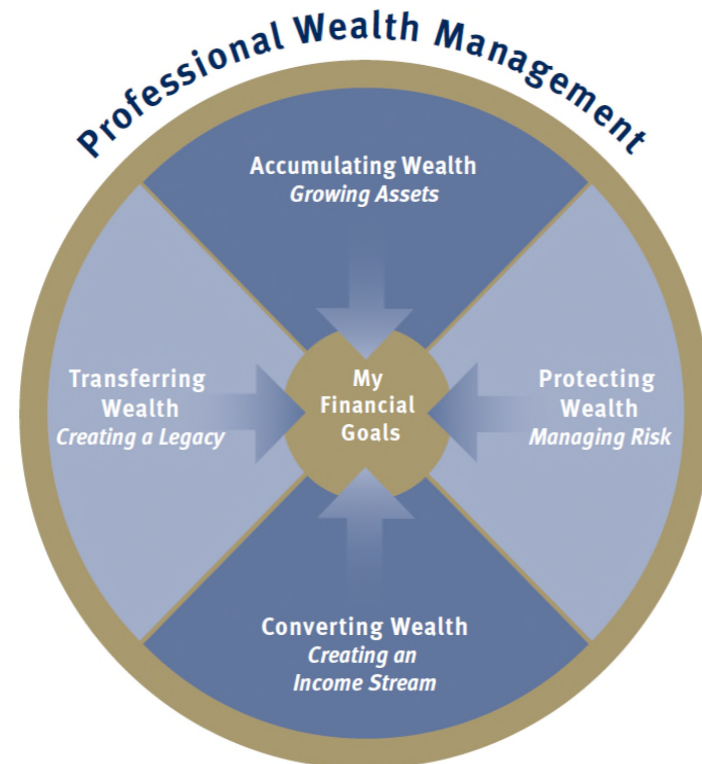 Professional Wealth Management
Accumulating Wealth
Growing Assets
Transferring
Wealth
Creating a Legacy
My
Financial
Goals
Protecting
Wealth
Managing Risk
Converting Wealth
Creating an
Income Stream